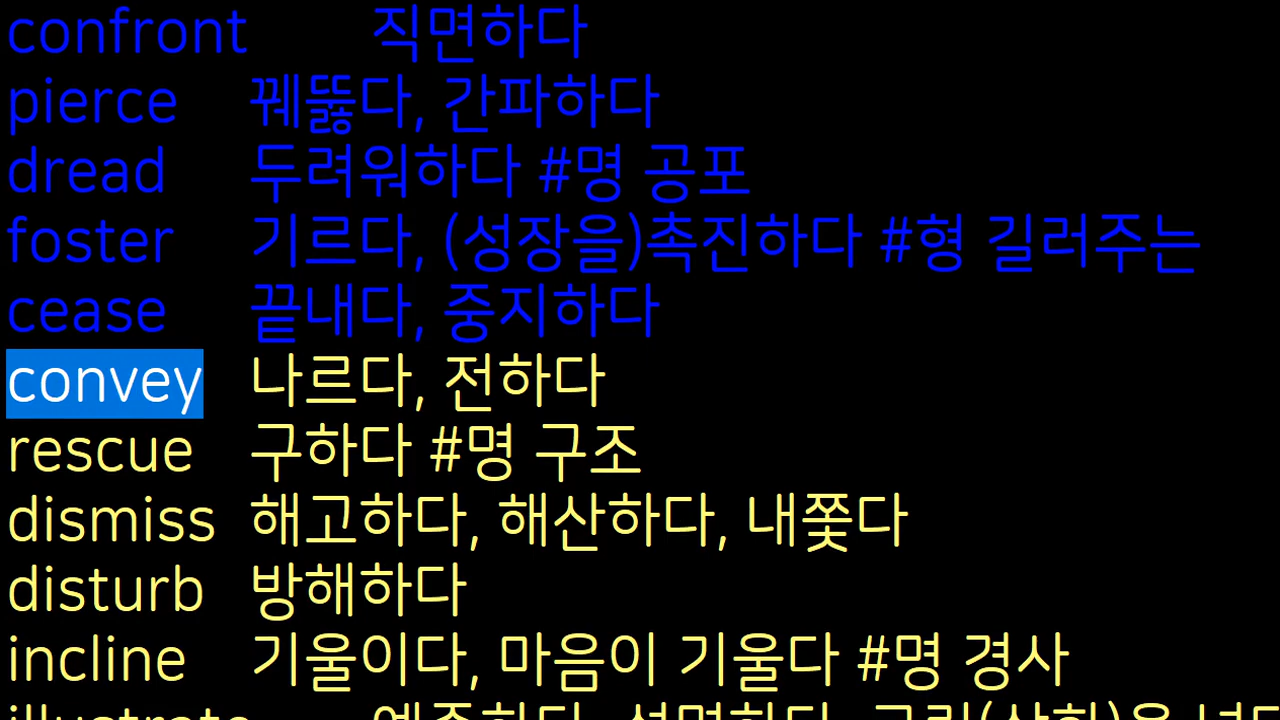 confront 직면하다
pierce 꿰뚫다, 간파하다
dread 두려워하다 #명 공포
foster 기르다, (성장을)촉진하다 #형 길러주는
cease 끝내다, 중지하다
convey 나르다, 전하다
rescue 구하다 #명 구조
dismiss 해고하다, 해산하다, 내쫓다
disturb 방해하다
incline 기울이다, 마음이 기울다 #명 경사
illustrate